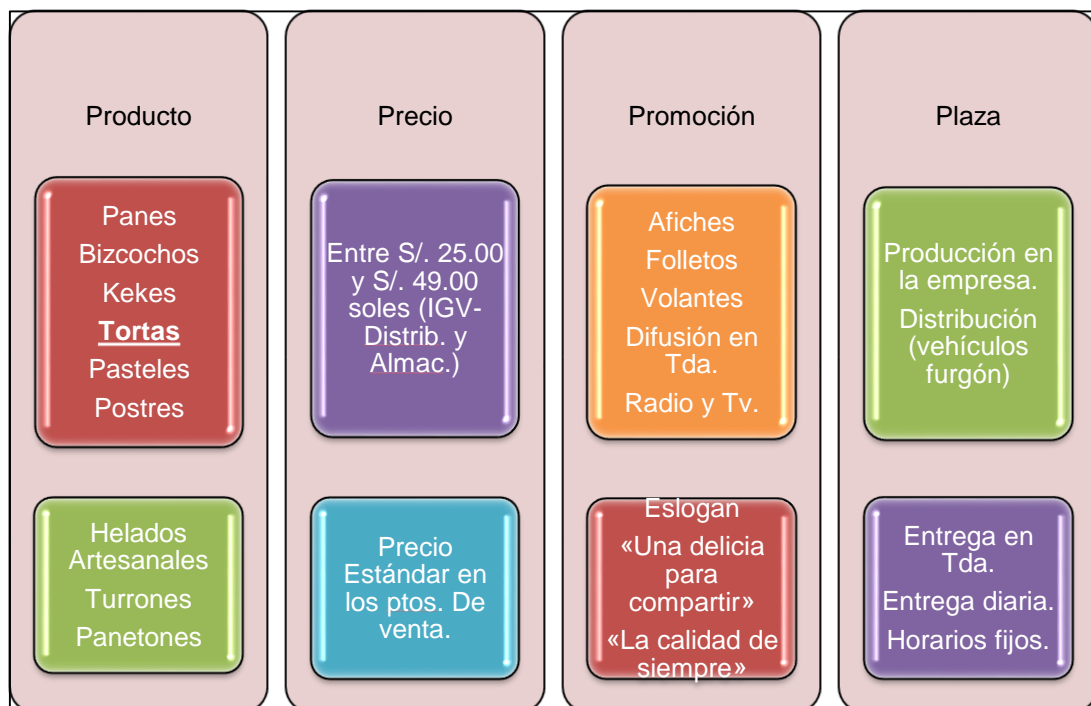 Producto
Panes
Bizcochos
Kekes
Tortas
Pasteles
Postres
Helados
Artesanales
Turrones
Panetones
Precio
Entre S/. 25.00
y S/. 49.00
soles (IGV-
Distrib. y
Almac.)
Precio
Estándar en
los ptos. De
venta.
Promoción
Afiches
Folletos
Volantes
Difusión en
Tda.
Radio y Tv.
Eslogan
«Una delicia
para
compartir»
«La calidad de
siempre»
Plaza
Producción en
la empresa.
Distribución
(vehículos
furgón)
Entrega en
Tda.
Entrega diaria.
Horarios fijos.